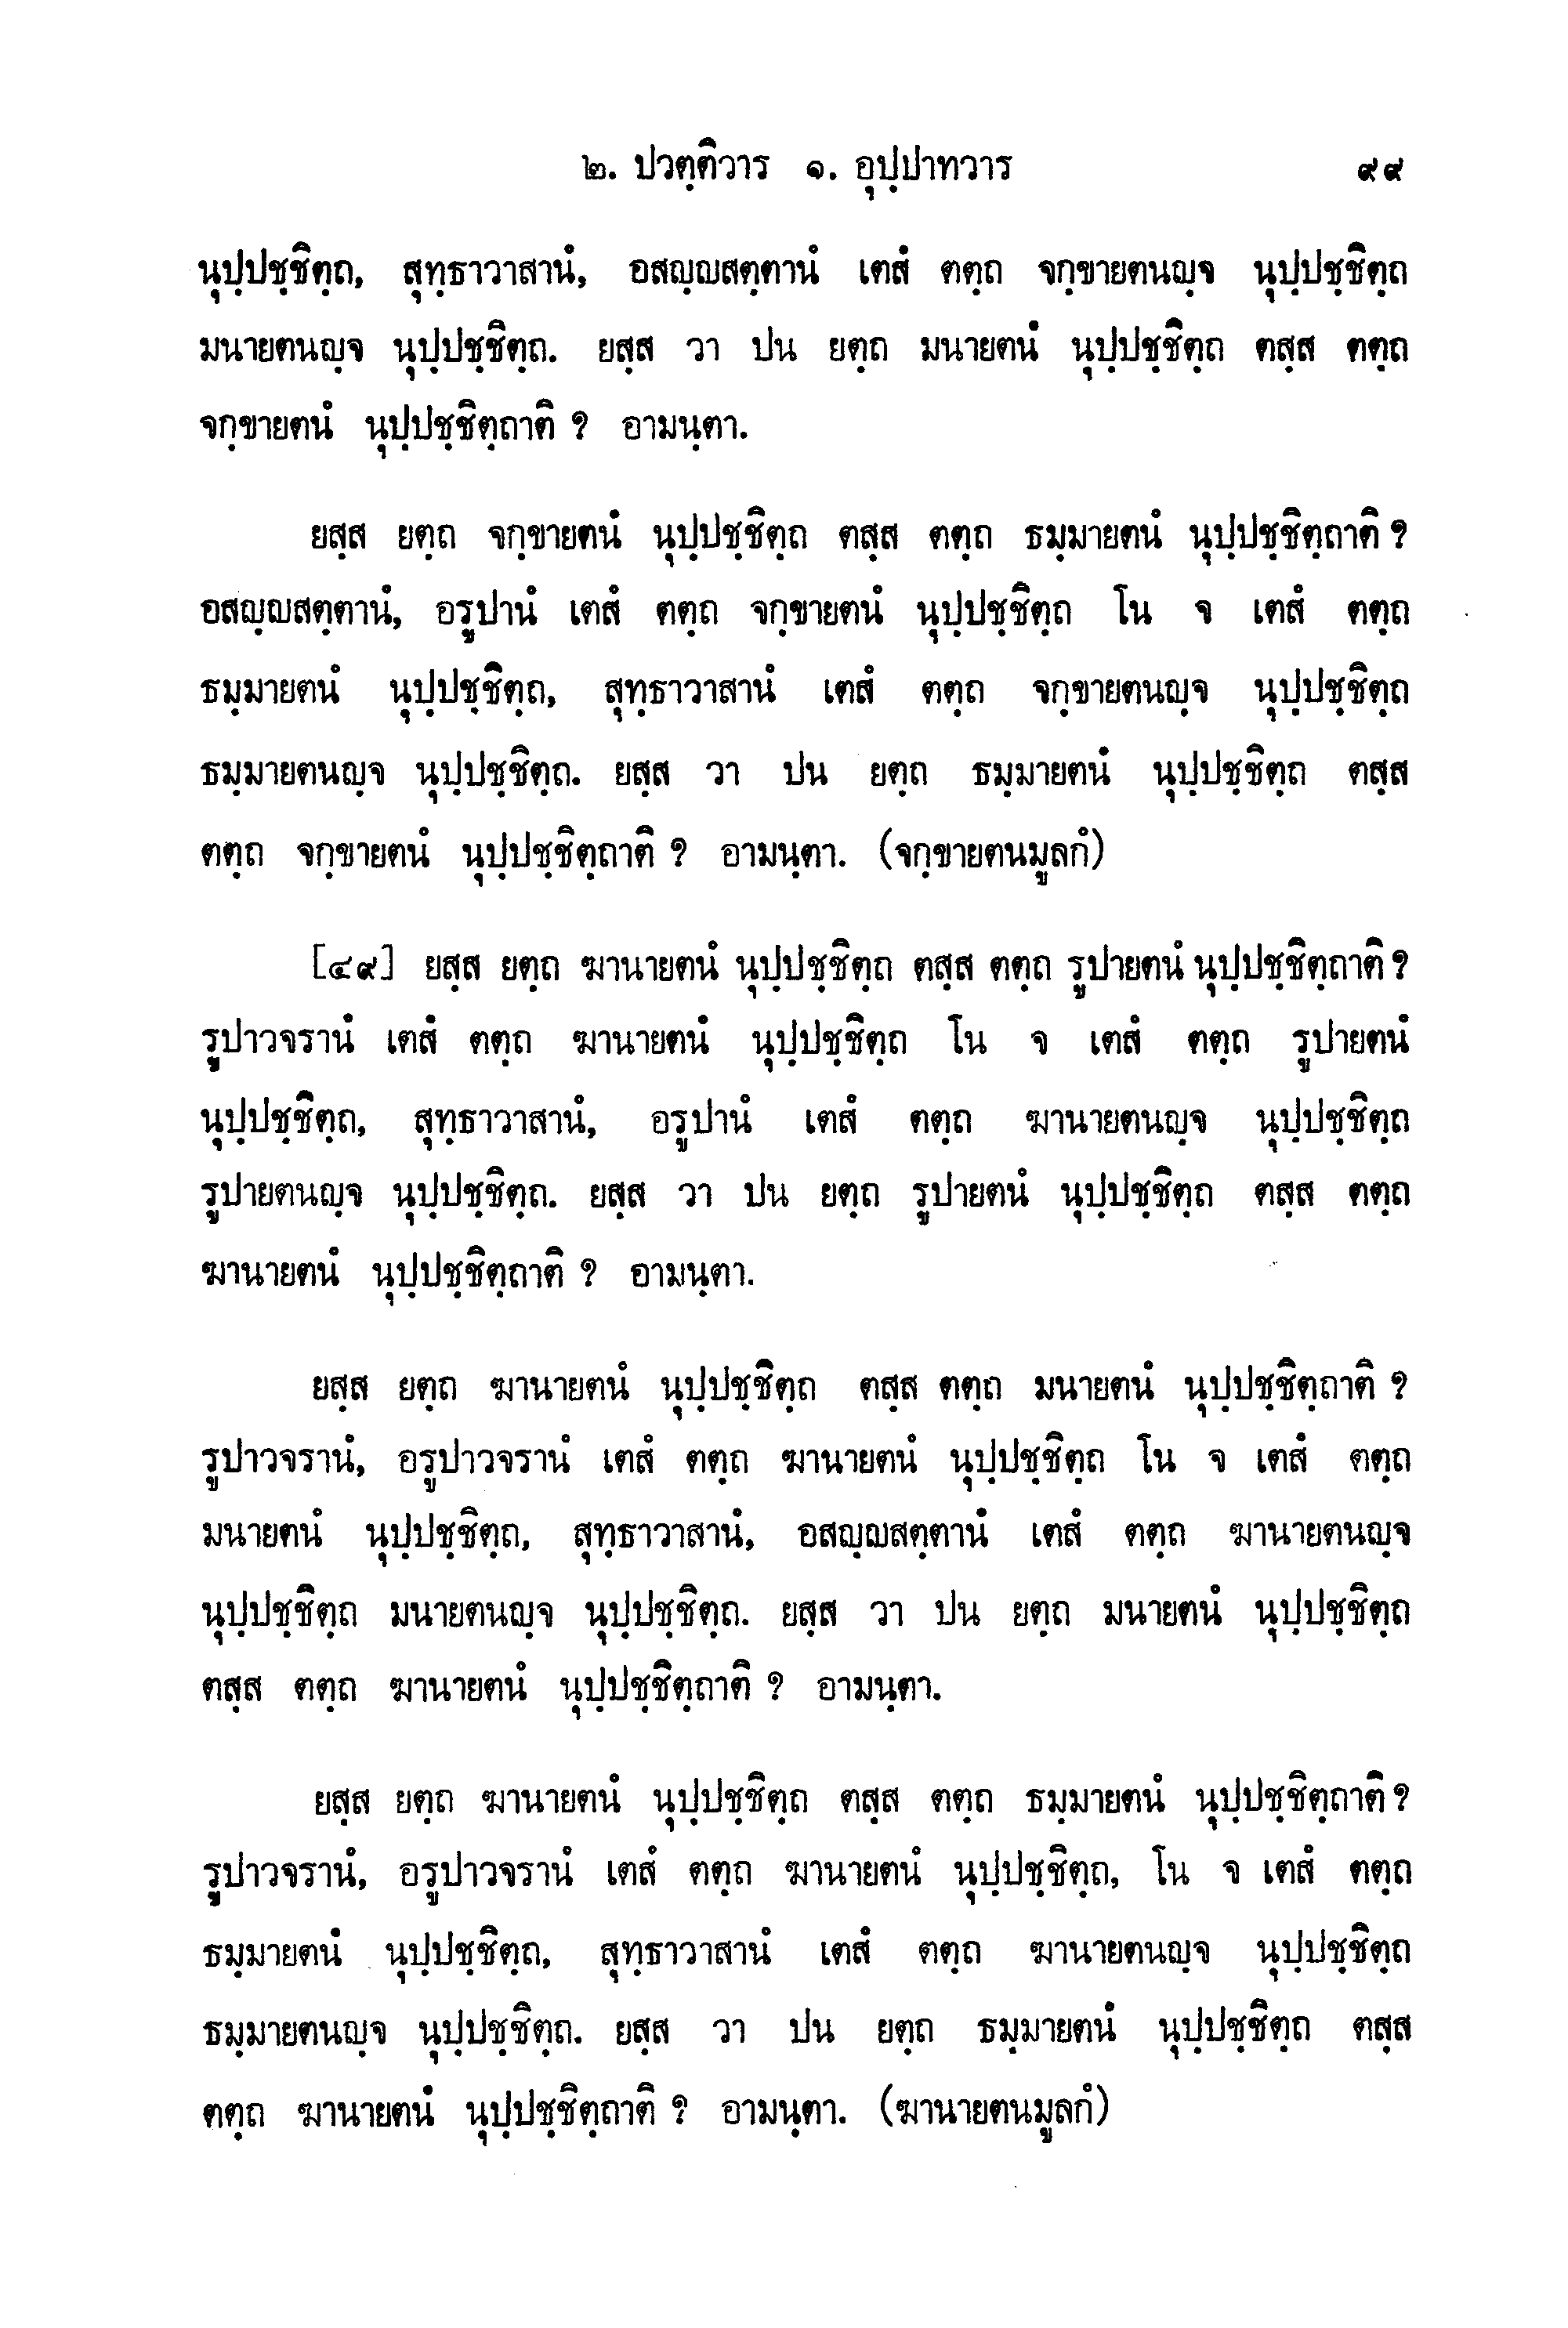 ๒. ปวตฺติวาร ๑. อุปฺปาทวาร ๙๙
นุปฺปชฺชิตฺถ, สุทฺธาวาสานํ, อสญฺญสตฺตานํ เตสํ ตตฺถ จกฺขายตนญฺจ นุปฺปชฺชิตฺถ
มนายตนญฺจ นุปฺปชฺชิตฺถ. ยสฺส วา ปน ยตฺถ มนายตนํ นุปฺปชฺชิตฺถ ตสฺส ตตฺถ
จกฺขายตนํ นุปฺปชฺชิตฺถาติ ? อามนฺตา.
ยสฺส ยตฺถ จกฺขายตนํ นุปฺปชฺชิตฺถ ตสฺส ตตฺถ ธมฺมายตนํ นุปฺปชฺชิตฺถาติ ?
อสญฺญสตฺตานํ, อรูปานํ เตสํ ตตฺถ จกฺขายตนํ นุปฺปชฺชิตฺถ โน จ เตสํ ตตฺถ
ธมฺมายตนํ นุปฺปชฺชิตฺถ, สุทฺธาวาสานํ เตสํ ตตฺถ จกฺขายตนญฺจ นุปฺปชฺชิตฺถ
ธมฺมายตนญฺจ นุปฺปชฺชิตฺถ. ยสฺส วา ปน ยตฺถ ธมฺมายตนํ นุปฺปชฺชิตฺถ ตสฺส
ตตฺถ จกฺขายตนํ นุปฺปชฺชิตฺถาติ ? อามนฺตา. (จกฺขายตนมูลกํ)
[๔๙] ยสฺส ยตฺถ ฆานายตนํ นุปฺปชฺชิตฺถ ตสฺส ตตฺถ รูปายตนํ นุปฺปชฺชิตฺถาติ ?
รูปาวจรานํ เตสํ ตตฺถ ฆานายตนํ นุปฺปชฺชิตฺถ โน จ เตสํ ตตฺถ รูปายตนํ
นุปฺปชฺชิตฺถ, สุทฺธาวาสานํ, อรูปานํ เตสํ ตตฺถ ฆานายตนญฺจ นุปฺปชฺชิตฺถ
รูปายตนญฺจ นุปฺปชฺชิตฺถ. ยสฺส วา ปน ยตฺถ รูปายตนํ นุปฺปชฺชิตฺถ ตสฺส ตตฺถ
ฆานายตนํ นุปฺปชฺชิตฺถาติ ? อามนฺตา.
ยสฺส ยตฺถ ฆานายตนํ นุปฺปชฺชิตฺถ ตสฺส ตตฺถ มนายตนํ นุปฺปชฺชิตฺถาติ ?
รูปาวจรานํ, อรูปาวจรานํ เตสํ ตตฺถ ฆานายตนํ นุปฺปชฺชิตฺถ โน จ เตสํ ตตฺถ
มนายตนํ นุปฺปชฺชิตฺถ, สุทฺธาวาสานํ, อสญฺญสตฺตานํ เตสํ ตตฺถ ฆานายตนญฺจ
นุปฺปชฺชิตฺถ มนายตนญฺจ นุปฺปชฺชิตฺถ. ยสฺส วา ปน ยตฺถ มนายตนํ นุปฺปชฺชิตฺถ
ตสฺส ตตฺถ ฆานายตนํ นุปฺปชฺชิตฺถาติ ? อามนฺตา.
ยสฺส ยตฺถ ฆานายตนํ นุปฺปชฺชิตฺถ ตสฺส ตตฺถ ธมฺมายตนํ นุปฺปชฺชิตฺถาติ ?
รูปาวจรานํ, อรูปาวจรานํ เตสํ ตตฺถ ฆานายตนํ นุปฺปชฺชิตฺถ, โน จ เตสํ ตตฺถ
ธมฺมายตนํ นุปฺปชฺชิตฺถ, สุทฺธาวาสานํ เตสํ ตตฺถ ฆานายตนญฺจ นุปฺปชฺชิตฺถ
ธมฺมายตนญฺจ นุปฺปชฺชิตฺถ. ยสฺส วา ปน ยตฺถ ธมฺมายตนํ นุปฺปชฺชิตฺถ ตสฺส
ตตฺถ ฆานายตนํ นุปฺปชฺชิตฺถาติ ? อามนฺตา. (ฆานายตนมูลกํ)